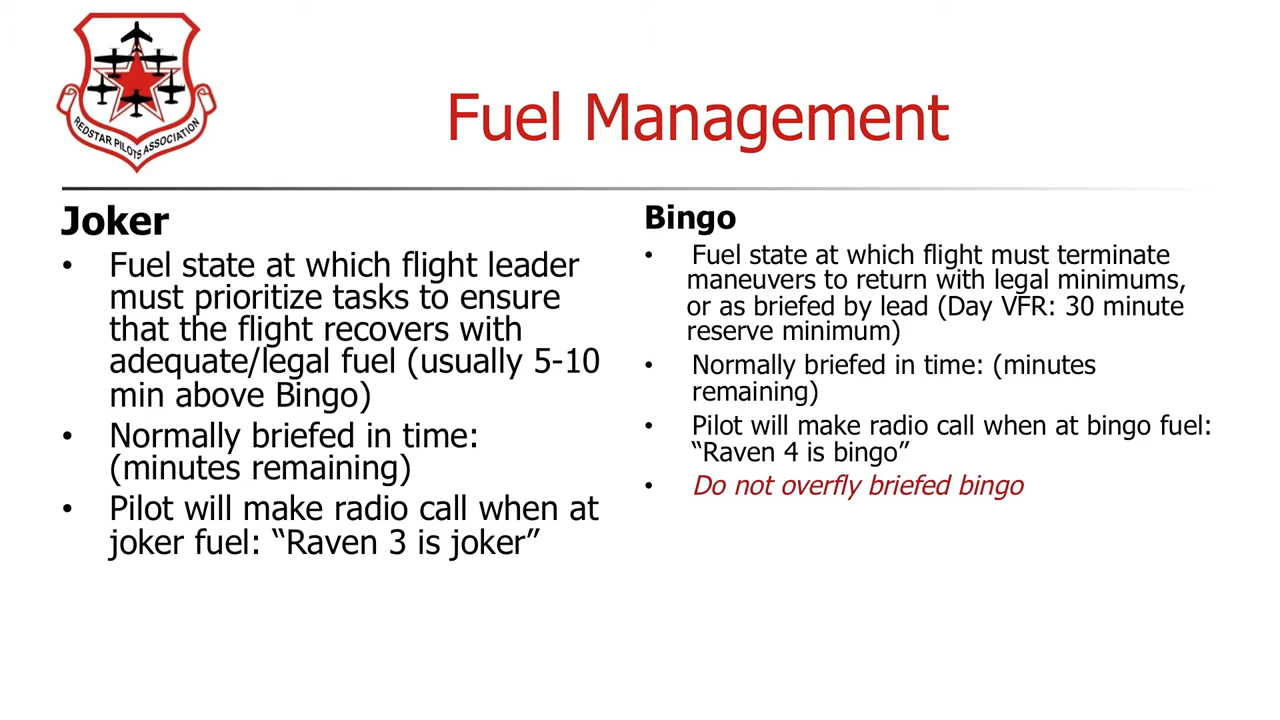 REDSTAR PILOTS ASSOCIATION
Fuel Management
Joker
• Fuel state at which flight leader
must prioritize tasks to ensure
that the flight recovers with
adequate/legal fuel (usually 5-10
min above Bingo)
• Normally briefed in time:
(minutes remaining)
• Pilot will make radio call when at
joker fuel: “Raven 3 is joker”
Bingo
• Fuel state at which flight must terminate
maneuvers to return with legal minimums,
or as briefed by lead (Day VFR: 30 minute
reserve minimum)
• Normally briefed in time: (minutes
remaining)
• Pilot will make radio call when at bingo fuel:
“Raven 4 is bingo”
• Do not overfly briefed bingo